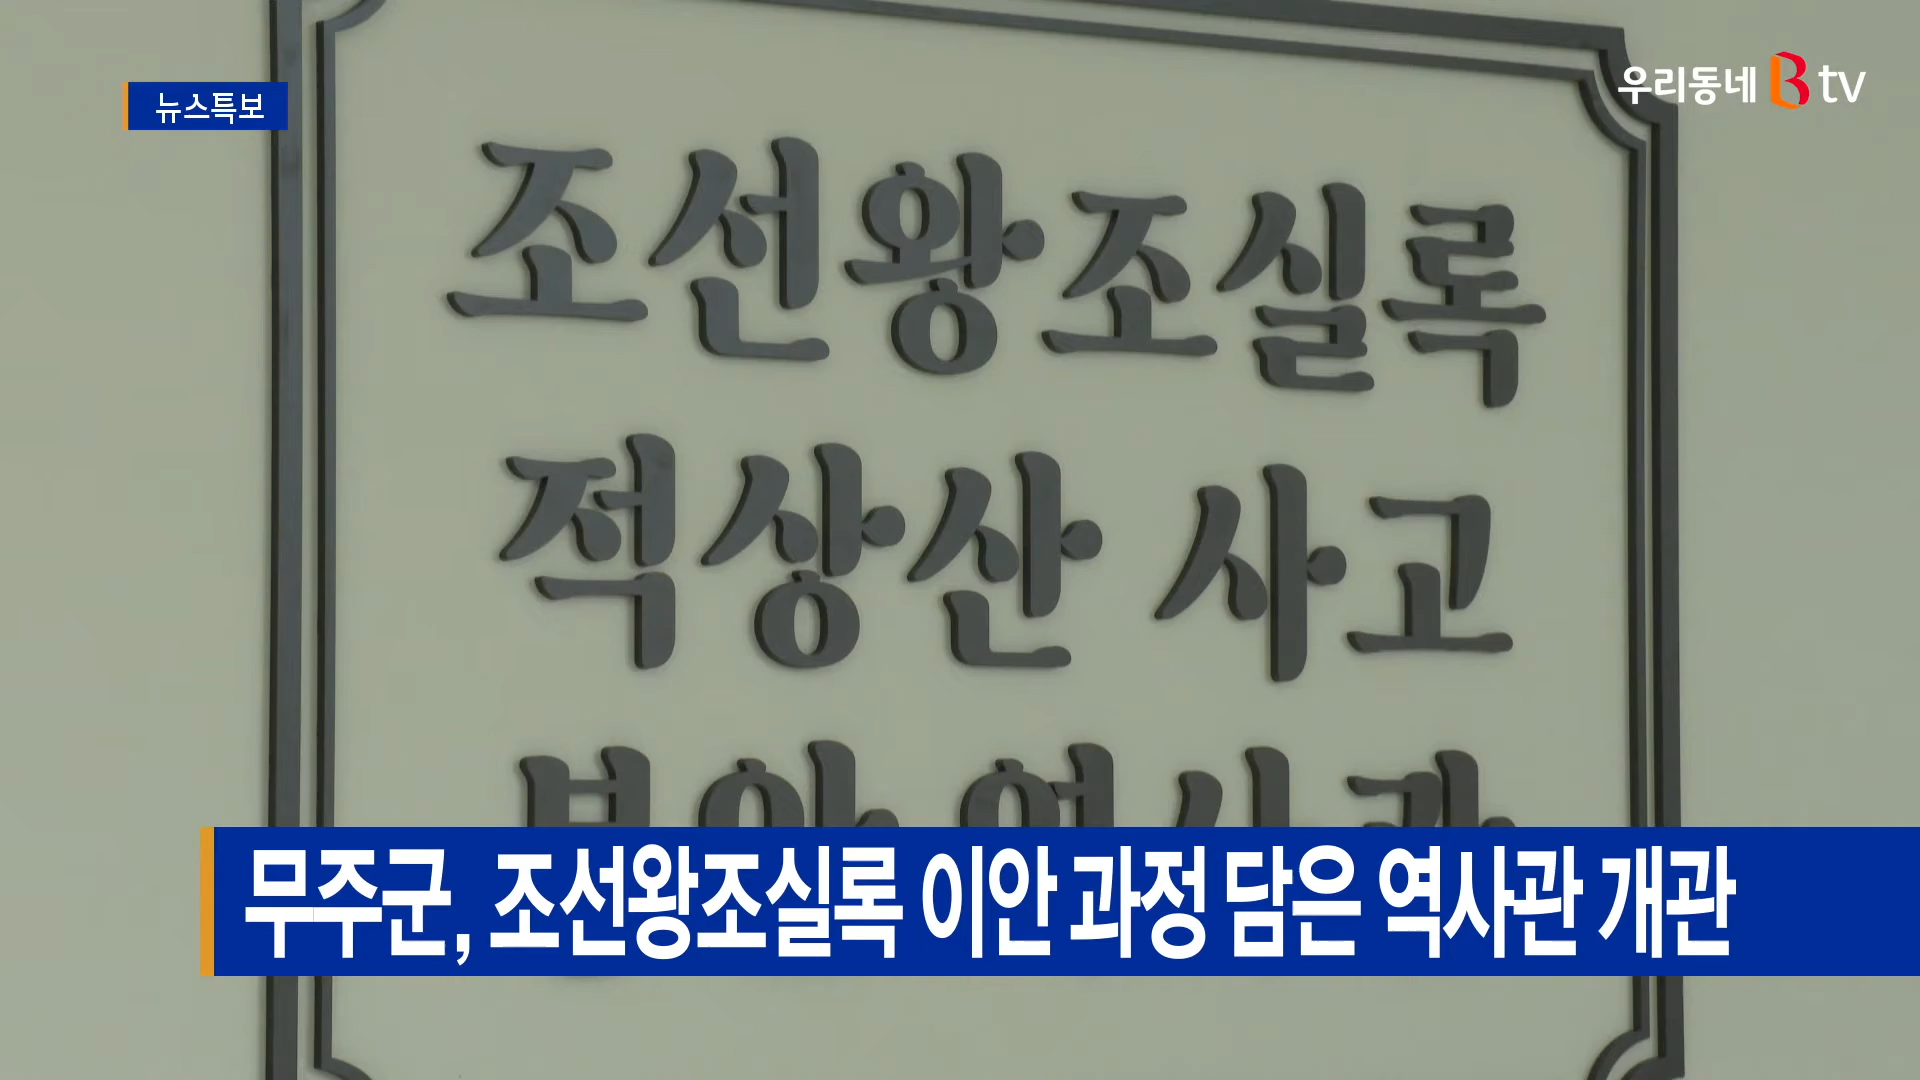 뉴스특보
우리동네 B tv
조선왕조실록
적상산 사고
무주군, 조선왕조실록 이안 과정 담은 역사관 개관